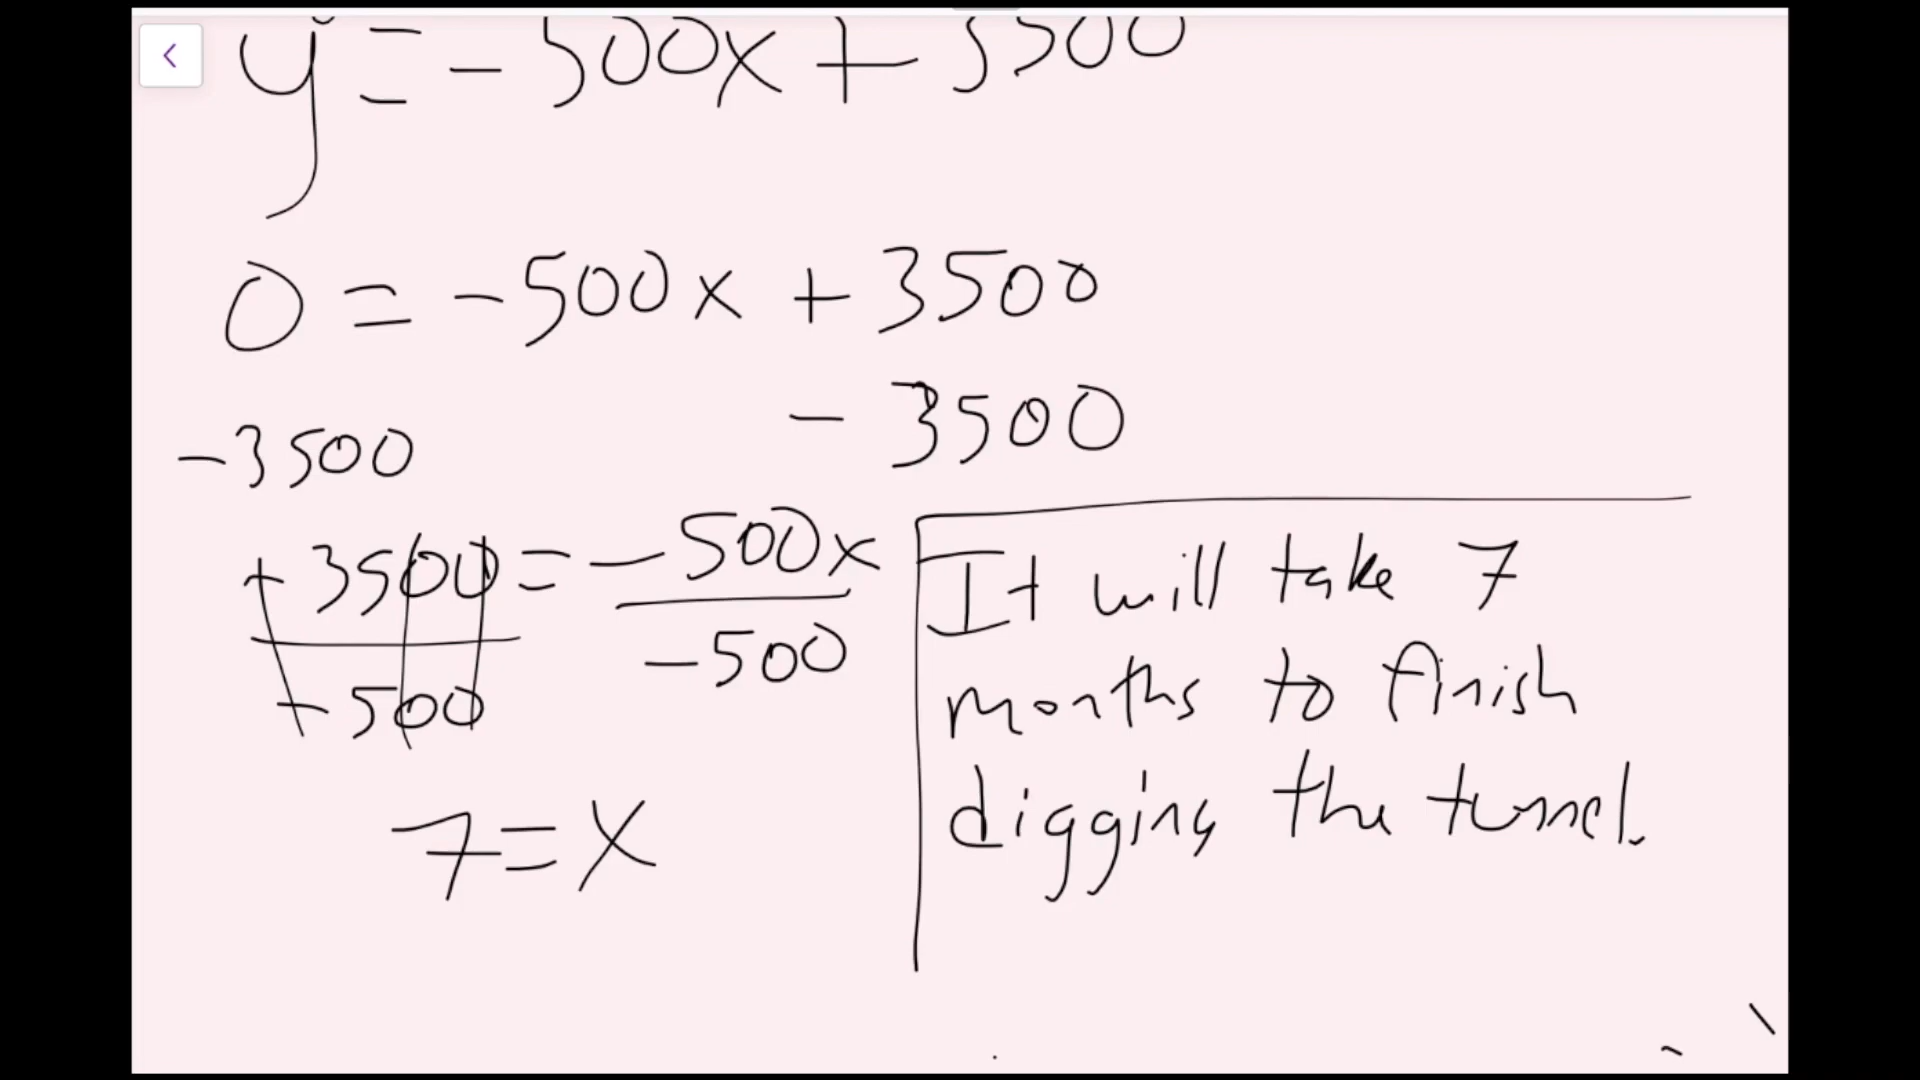 y = -500x + 3500
0 = -500x + 3500
-3500 - 3500
+3500 = -500x
-500 -500
7 = x
It will take 7
months to finish
digging the tunnel.